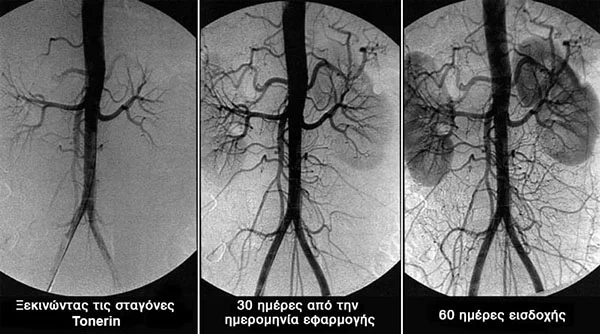 Ξεκινώντας τις σταγόνες
Tonerin
30 ημέρες από την
ημερομηνία εφαρμογής
60 ημέρες εισδοχής